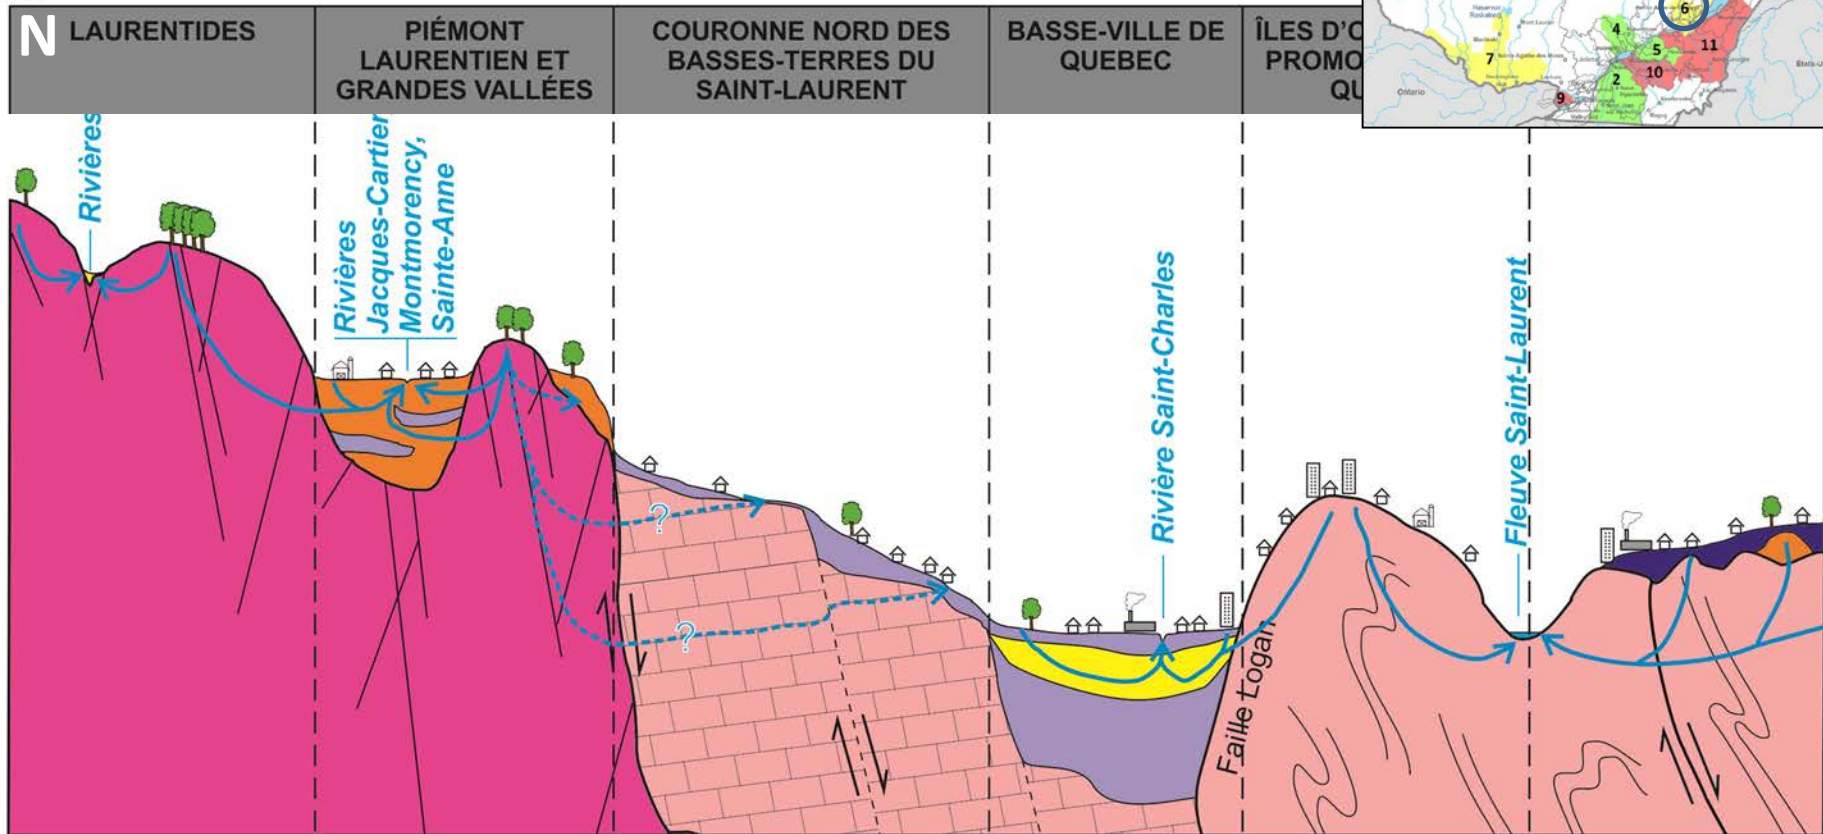 N
LAURENTIDES
PIÉMONT
LAURENTIEN ET
GRANDES VALLÉES
COURONNE NORD DES
BASSES-TERRES DU
SAINT-LAURENT
BASSE-VILLE DE
QUEBEC
ÎLES D'O
PROMO
QU
6
4
5
11
7
10
2
9
Ontario
Rivières
Rivières
Jacques-Cartier
Montmorency,
Sainte-Anne
Rivière Saint-Charles
Fleuve Saint-Laurent
?
?
Faille Logan